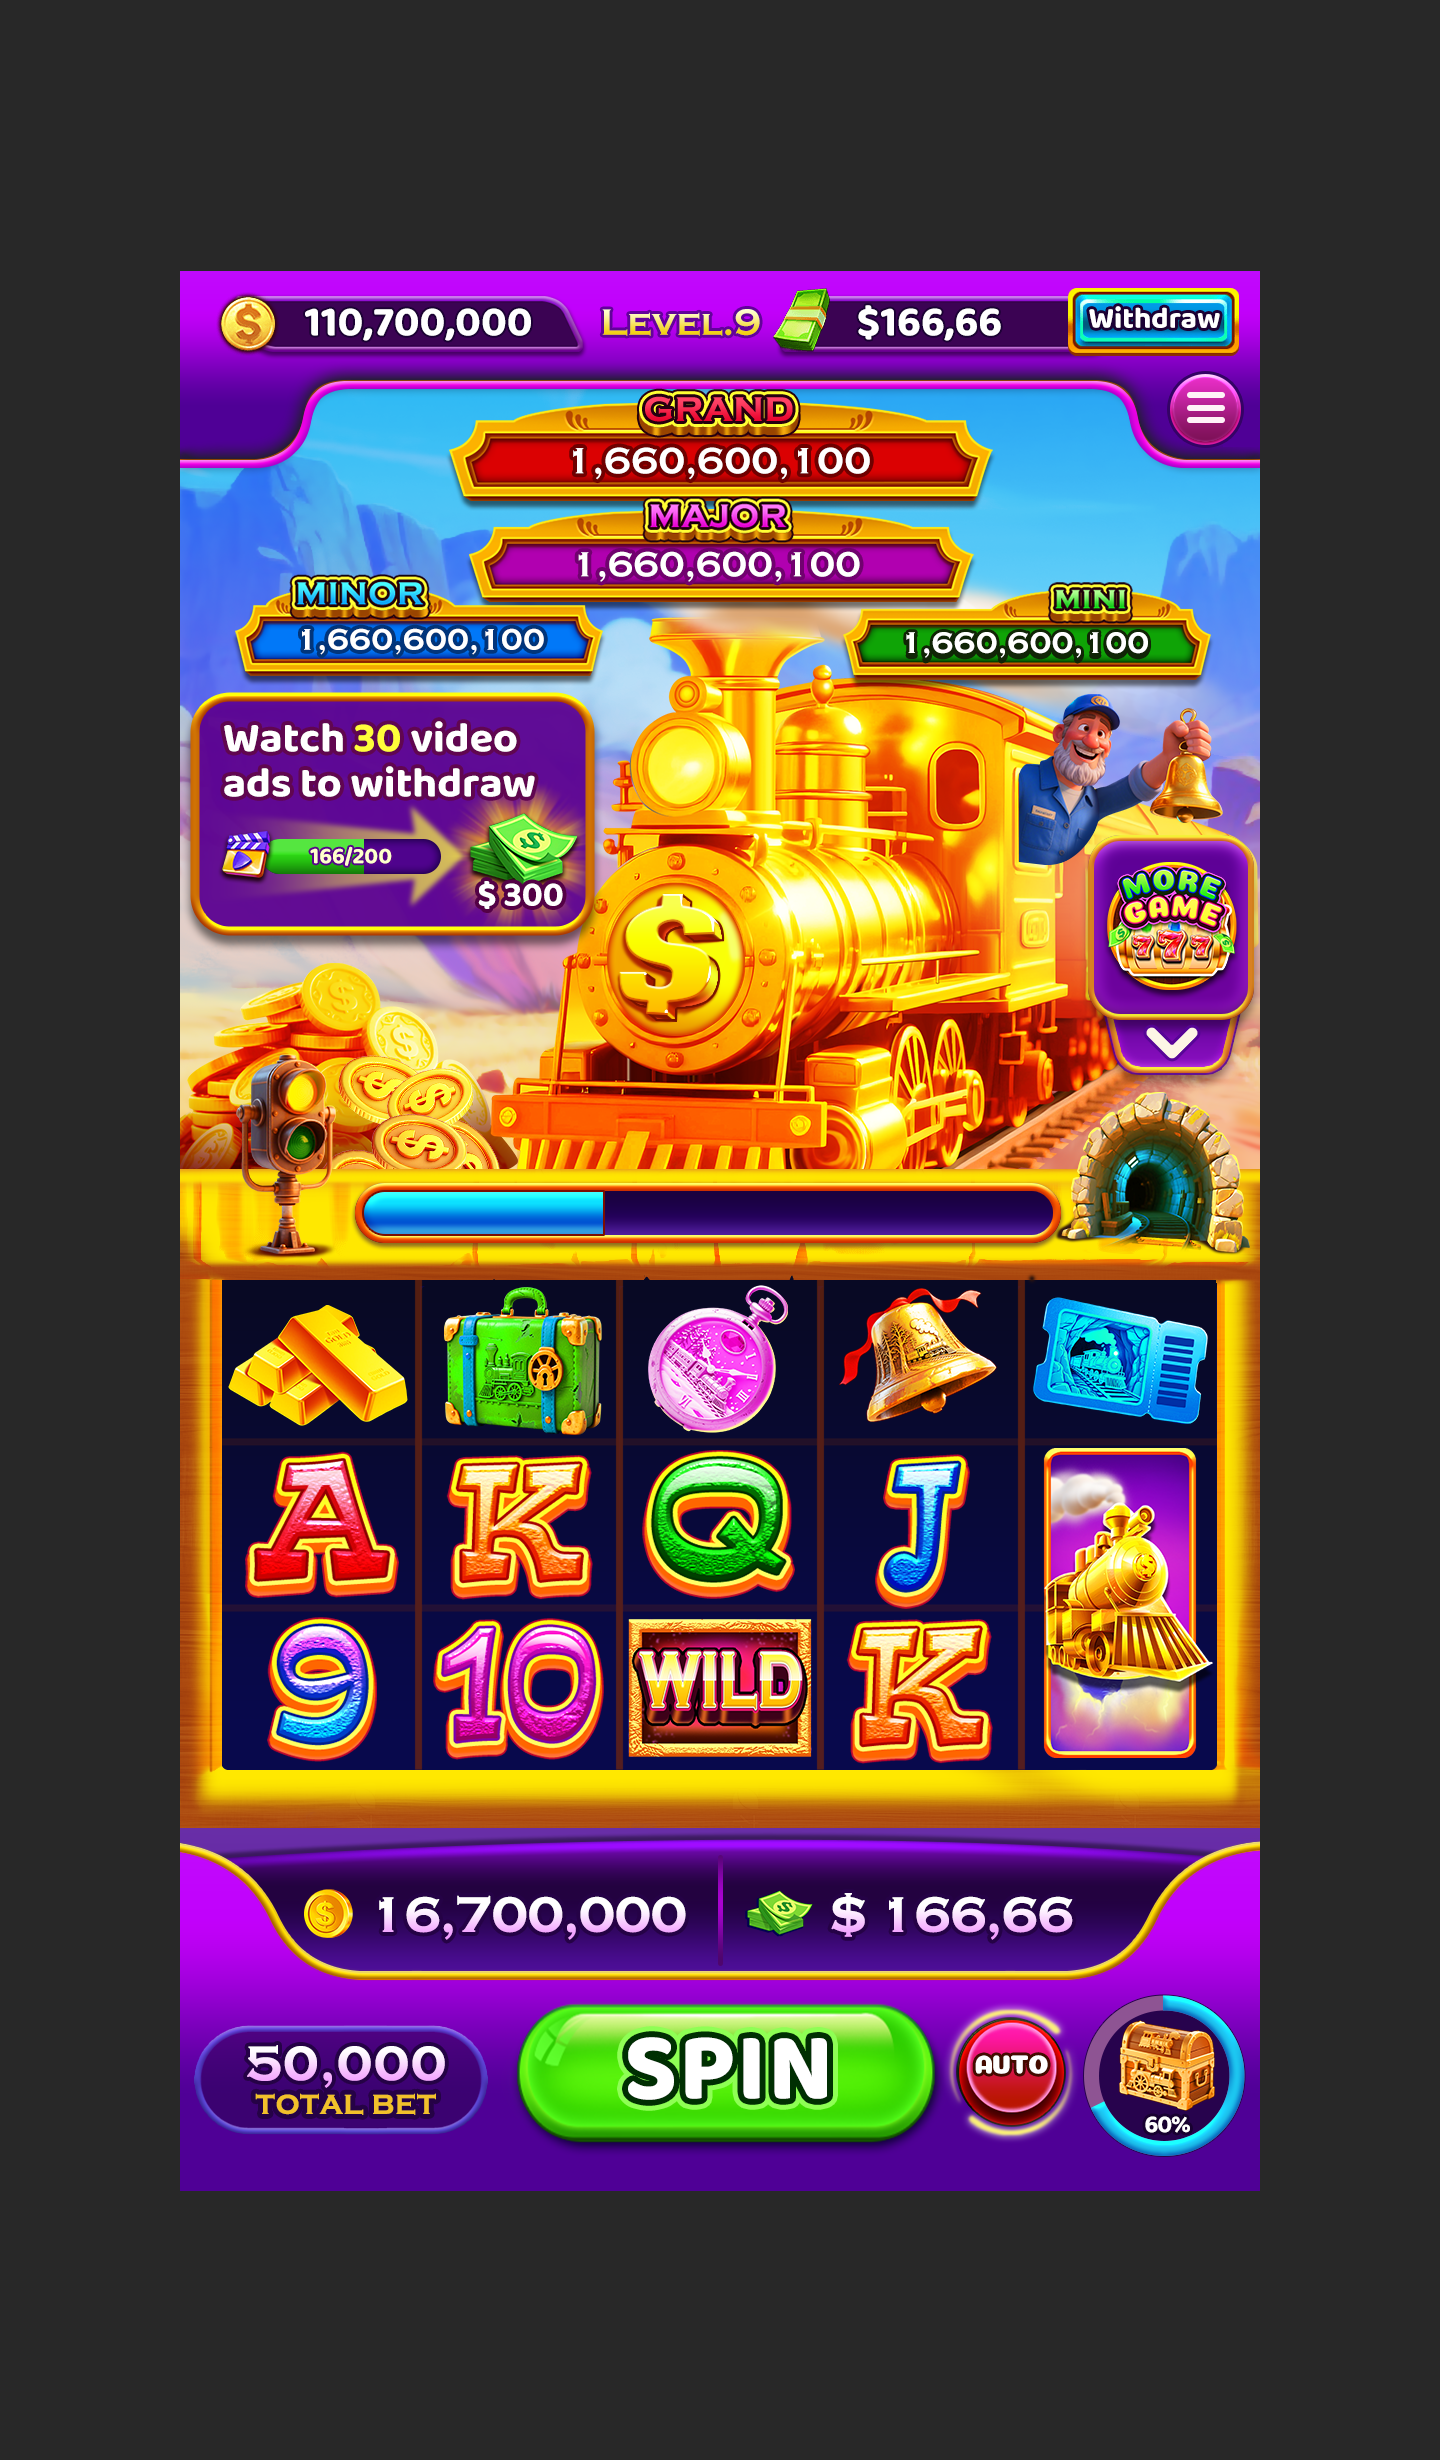 110,700,000
LEVEL.9
$166,66
Withdraw
GRAND
1,660,600,100
MAJOR
1,660,600,100
MINOR
1,660,600,100
MINI
1,660,600,100
Watch 30 video
ads to withdraw
166/200
$ 300
$
MORE
GAME
777
A K Q J
9 10 WILD K
16,700,000
$ 166,66
50,000
TOTAL BET
SPIN
AUTO
60%